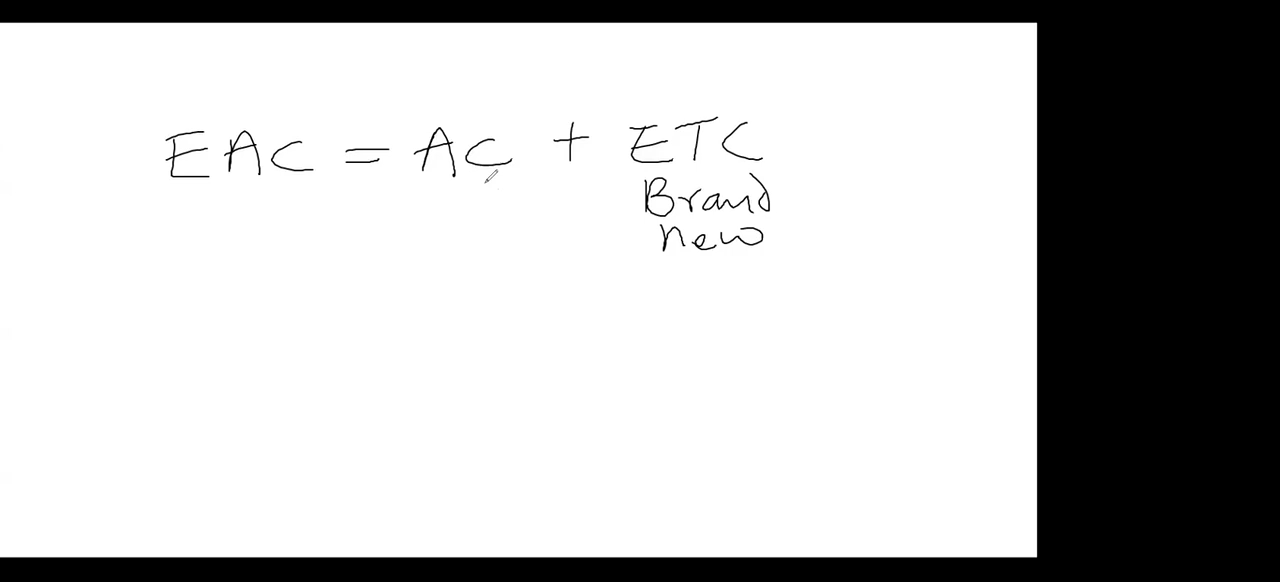 EAC = AC + ETC
Brand
new